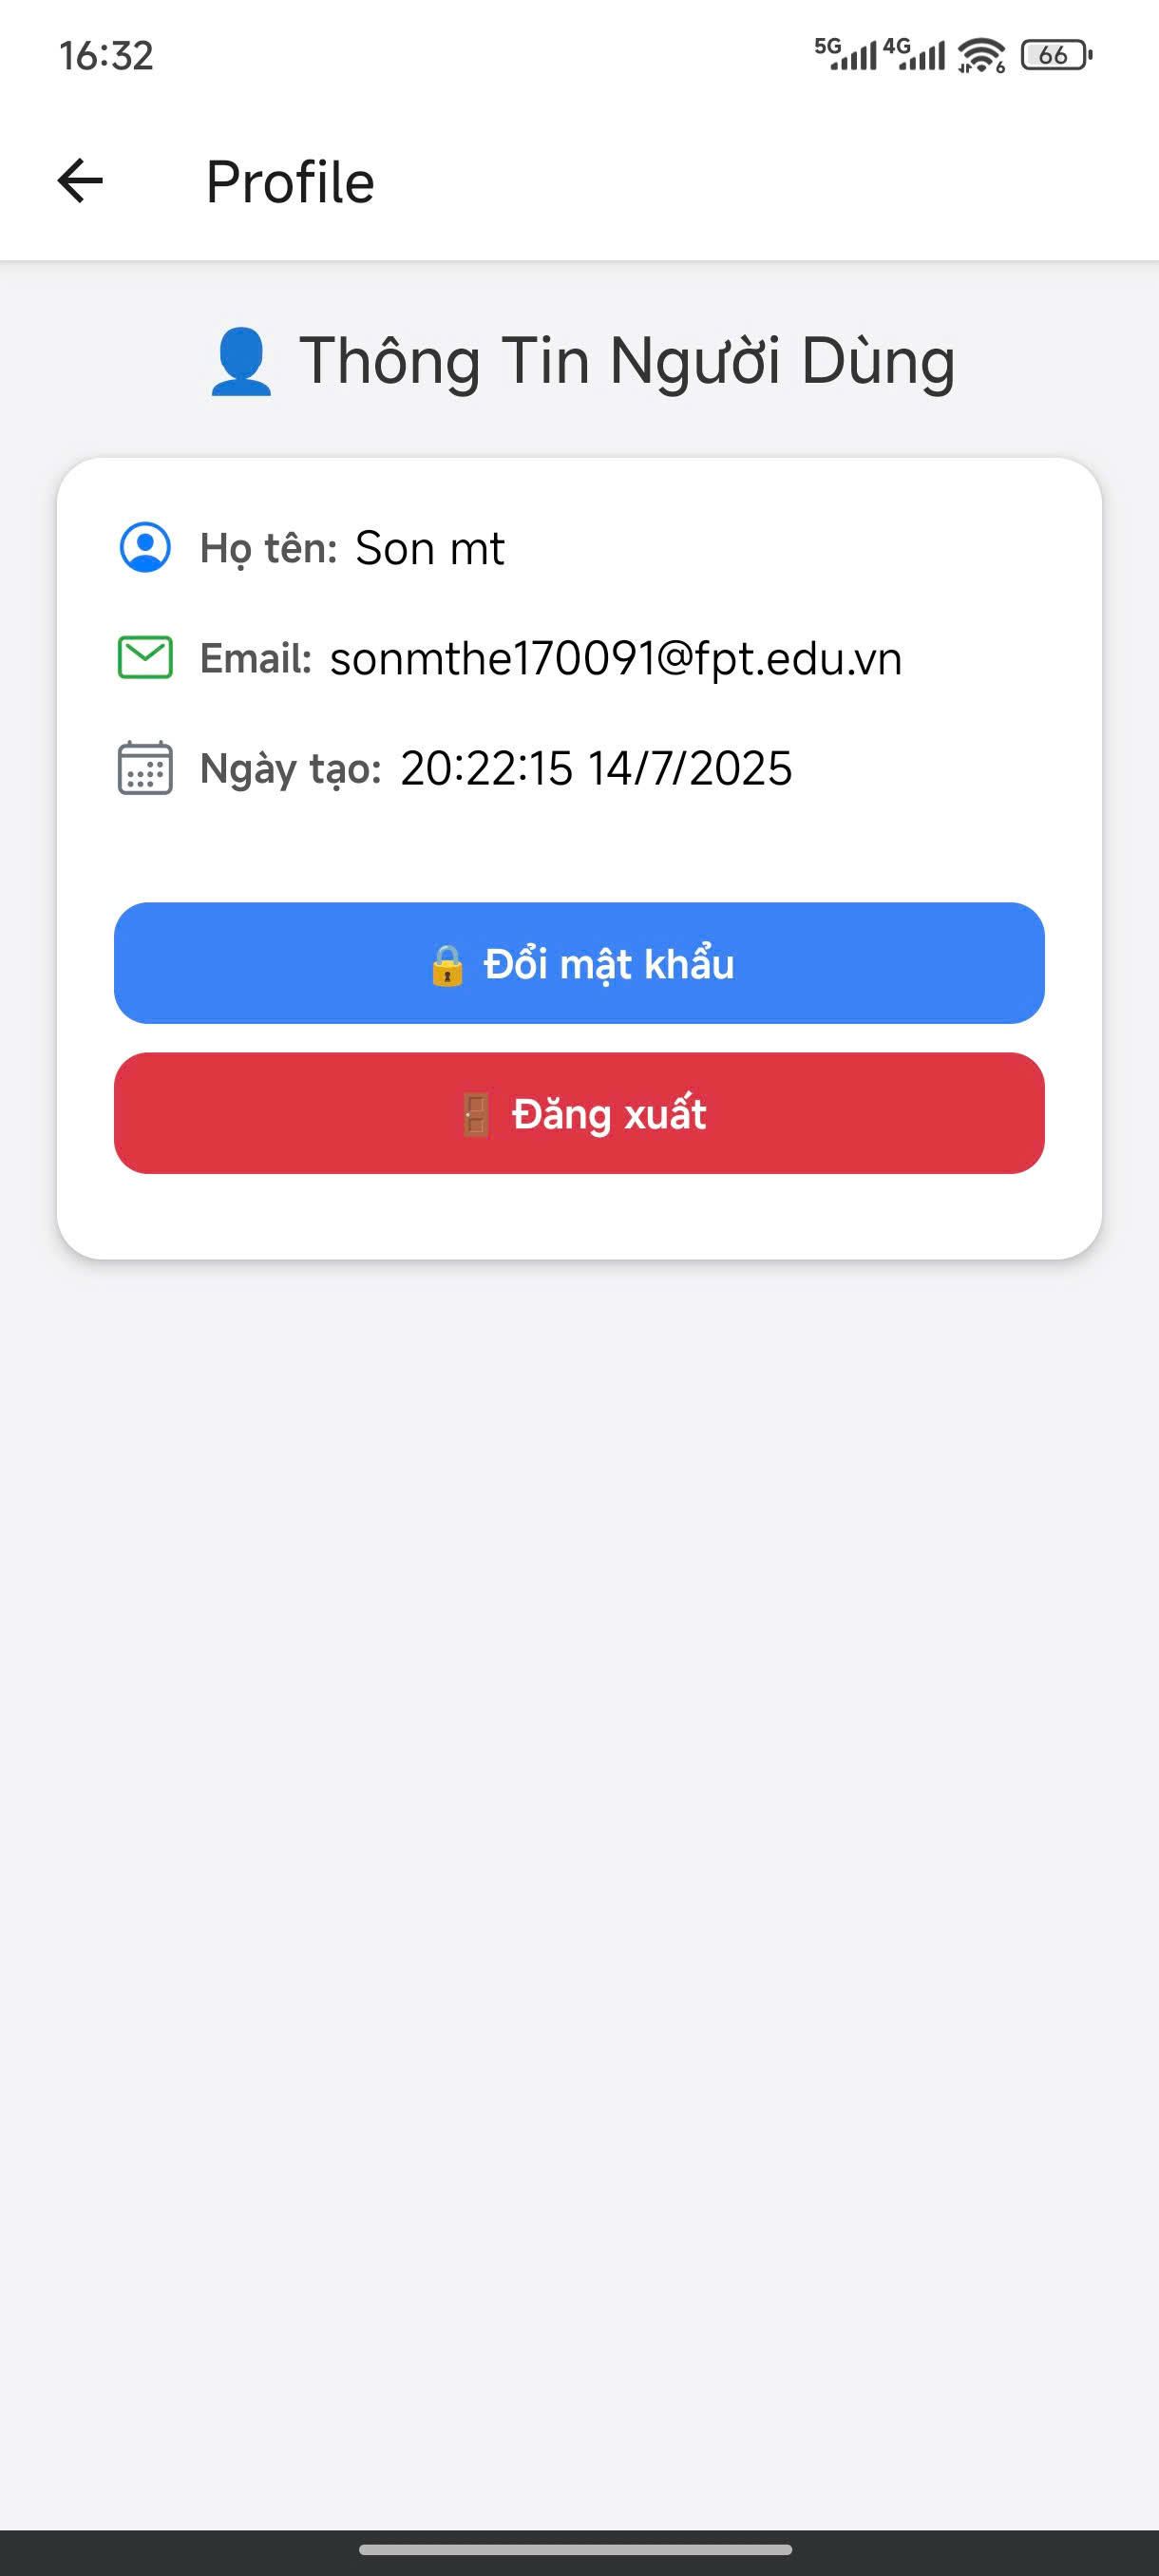 16:32 5G 4G 6 66
Profile
Thông Tin Người Dùng
Họ tên: Son mt
Email: sonmthe170091@fpt.edu.vn
Ngày tạo: 20:22:15 14/7/2025
Đổi mật khẩu
Đăng xuất